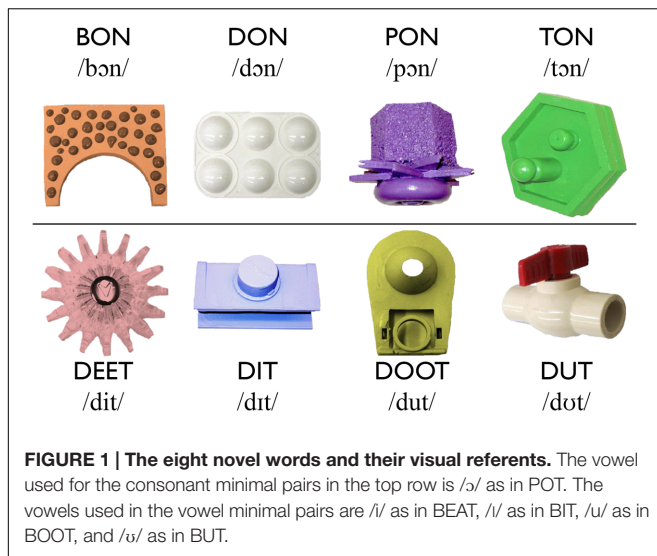 BON DON PON TON
/bɔn/ /dɔn/ /pɔn/ /tɔn/
DEET DIT DOOT DUT
/dit/ /dɪt/ /dut/ /dʊt/
FIGURE 1 | The eight novel words and their visual referents. The vowel
used for the consonant minimal pairs in the top row is /ɔ/ as in POT. The
vowels used in the vowel minimal pairs are /i/ as in BEAT, /ɪ/ as in BIT, /u/ as in
BOOT, and /ʊ/ as in BUT.